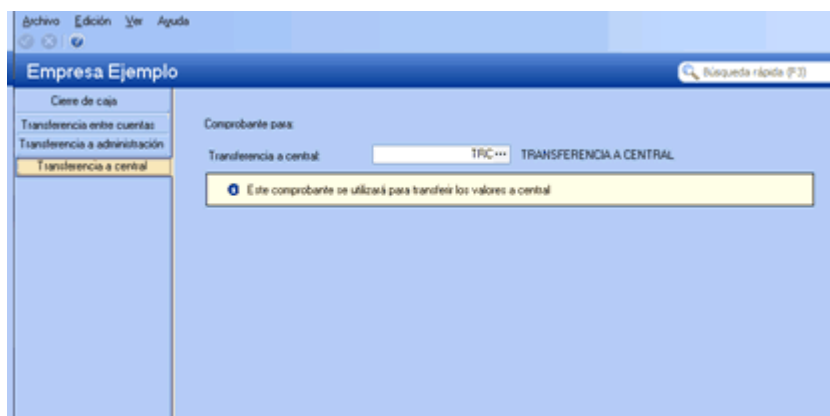 Archivo Edición Ver Ayuda
Empresa Ejemplo
Búsqueda rápida (F3)
Cierre de caja
Transferencia entre cuentas
Transferencia a administración
Transferencia a central
Comprobante para:
Transferencia a central: TRC... TRANSFERENCIA A CENTRAL
Este comprobante se utilizará para transferir los valores a central